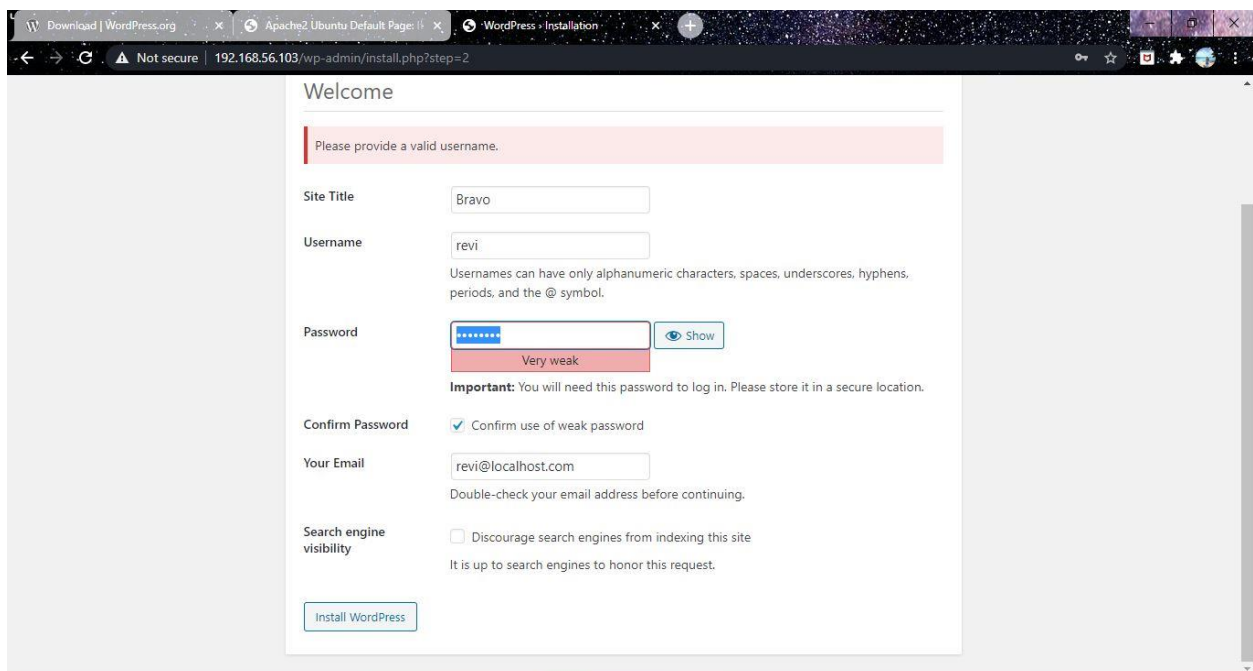 Download | WordPress.org
Apache2 Ubuntu Default Page: I
WordPress › Installation
Not secure | 192.168.56.103/wp-admin/install.php?step=2
Welcome
Please provide a valid username.
Site Title
Bravo
Username
revi
Usernames can have only alphanumeric characters, spaces, underscores, hyphens,
periods, and the @ symbol.
Password
••••••••
Show
Very weak
Important: You will need this password to log in. Please store it in a secure location.
Confirm Password
Confirm use of weak password
Your Email
revi@localhost.com
Double-check your email address before continuing.
Search engine
visibility
Discourage search engines from indexing this site
It is up to search engines to honor this request.
Install WordPress